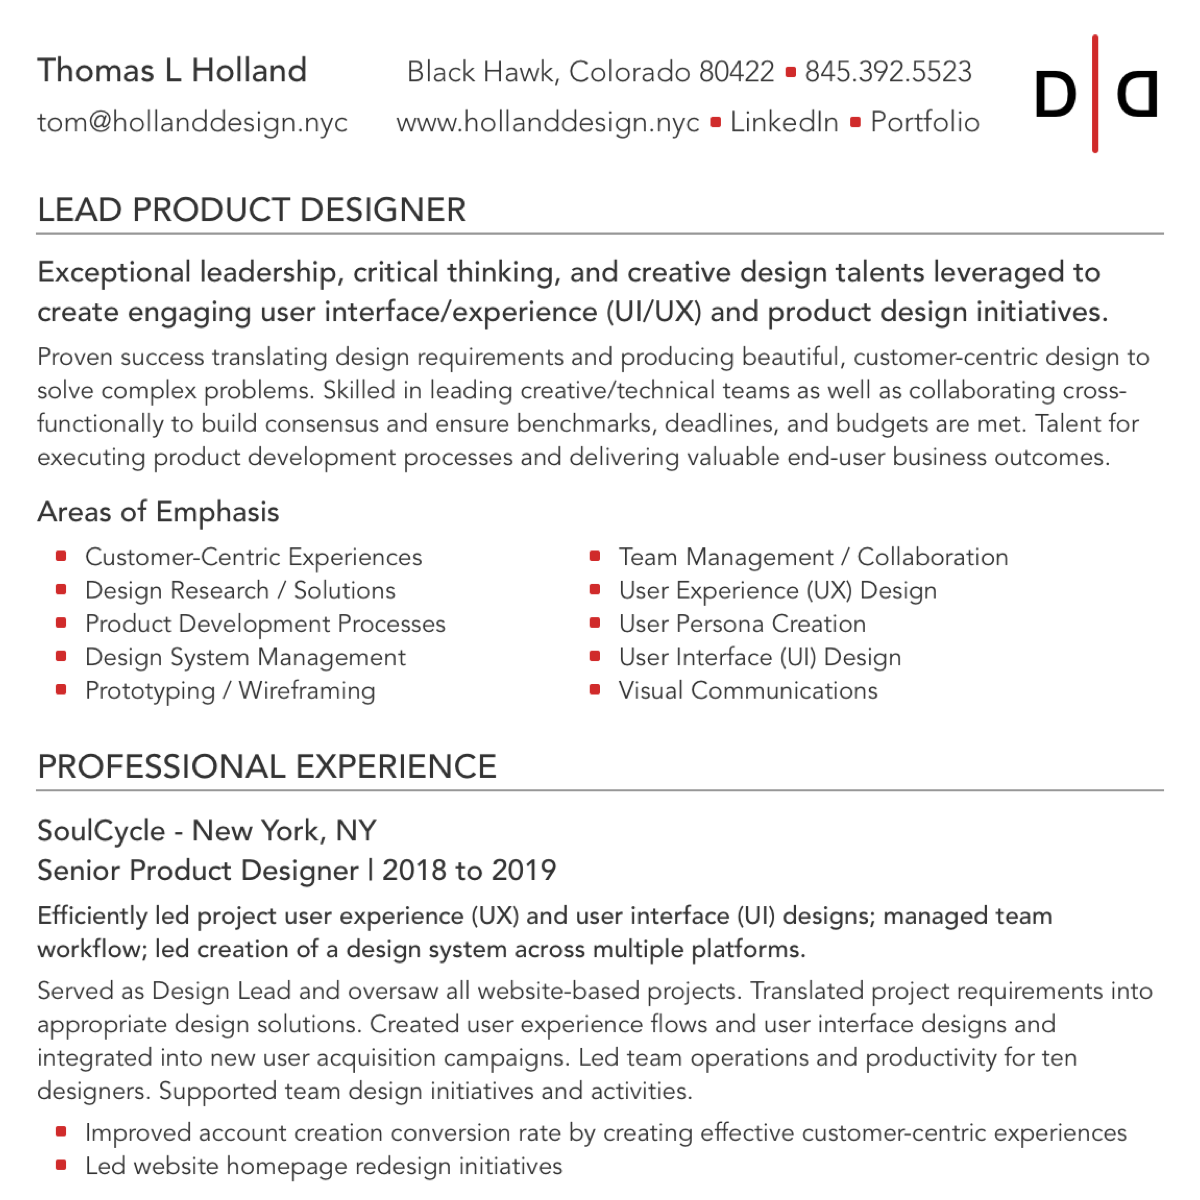 Thomas L Holland
Black Hawk, Colorado 80422 ▪ 845.392.5523
tom@hollanddesign.nyc
www.hollanddesign.nyc ▪ LinkedIn ▪ Portfolio
D|D
LEAD PRODUCT DESIGNER
Exceptional leadership, critical thinking, and creative design talents leveraged to
create engaging user interface/experience (UI/UX) and product design initiatives.
Proven success translating design requirements and producing beautiful, customer-centric design to
solve complex problems. Skilled in leading creative/technical teams as well as collaborating cross-
functionally to build consensus and ensure benchmarks, deadlines, and budgets are met. Talent for
executing product development processes and delivering valuable end-user business outcomes.
Areas of Emphasis
▪ Customer-Centric Experiences
▪ Design Research / Solutions
▪ Product Development Processes
▪ Design System Management
▪ Prototyping / Wireframing
▪ Team Management / Collaboration
▪ User Experience (UX) Design
▪ User Persona Creation
▪ User Interface (UI) Design
▪ Visual Communications
PROFESSIONAL EXPERIENCE
SoulCycle - New York, NY
Senior Product Designer | 2018 to 2019
Efficiently led project user experience (UX) and user interface (UI) designs; managed team
workflow; led creation of a design system across multiple platforms.
Served as Design Lead and oversaw all website-based projects. Translated project requirements into
appropriate design solutions. Created user experience flows and user interface designs and
integrated into new user acquisition campaigns. Led team operations and productivity for ten
designers. Supported team design initiatives and activities.
▪ Improved account creation conversion rate by creating effective customer-centric experiences
▪ Led website homepage redesign initiatives